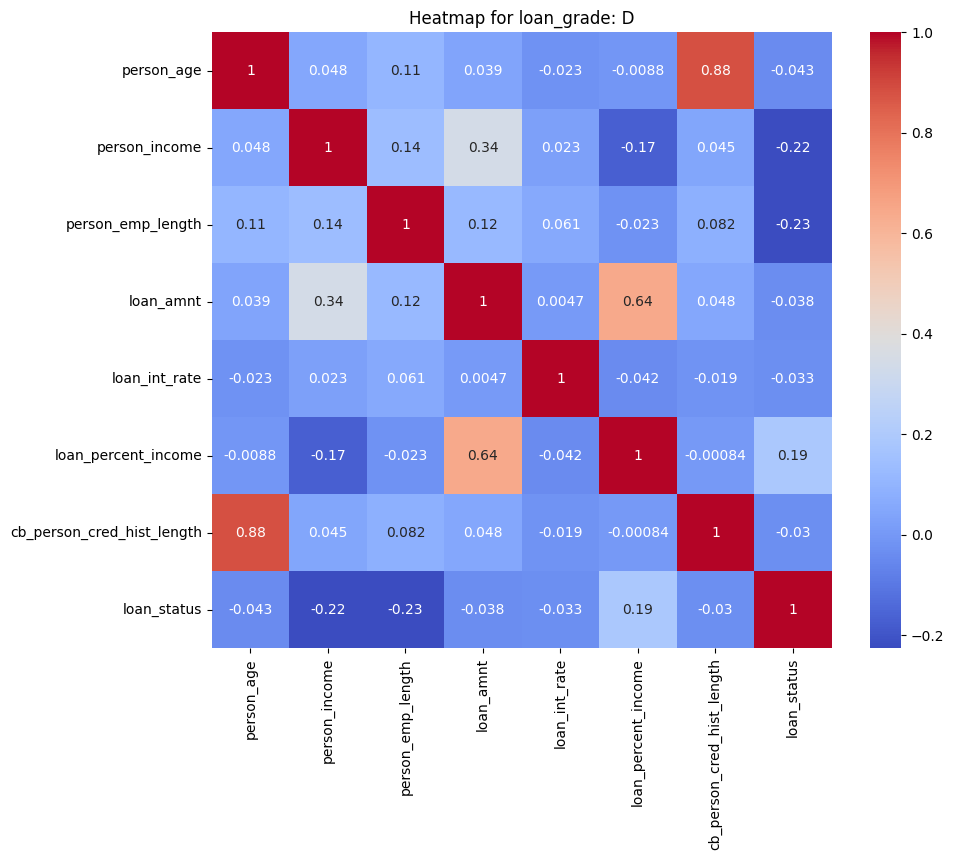 Heatmap for loan_grade: D
person_age 1 0.048 0.11 0.039 -0.023 -0.0088 0.88 -0.043
person_income 0.048 1 0.14 0.34 0.023 -0.17 0.045 -0.22
person_emp_length 0.11 0.14 1 0.12 0.061 -0.023 0.082 -0.23
loan_amnt 0.039 0.34 0.12 1 0.0047 0.64 0.048 -0.038
loan_int_rate -0.023 0.023 0.061 0.0047 1 -0.042 -0.019 -0.033
loan_percent_income -0.0088 -0.17 -0.023 0.64 -0.042 1 -0.00084 0.19
cb_person_cred_hist_length 0.88 0.045 0.082 0.048 -0.019 -0.00084 1 -0.03
loan_status -0.043 -0.22 -0.23 -0.038 -0.033 0.19 -0.03 1
person_age
person_income
person_emp_length
loan_amnt
loan_int_rate
loan_percent_income
cb_person_cred_hist_length
loan_status
1.0
0.8
0.6
0.4
0.2
0.0
−0.2